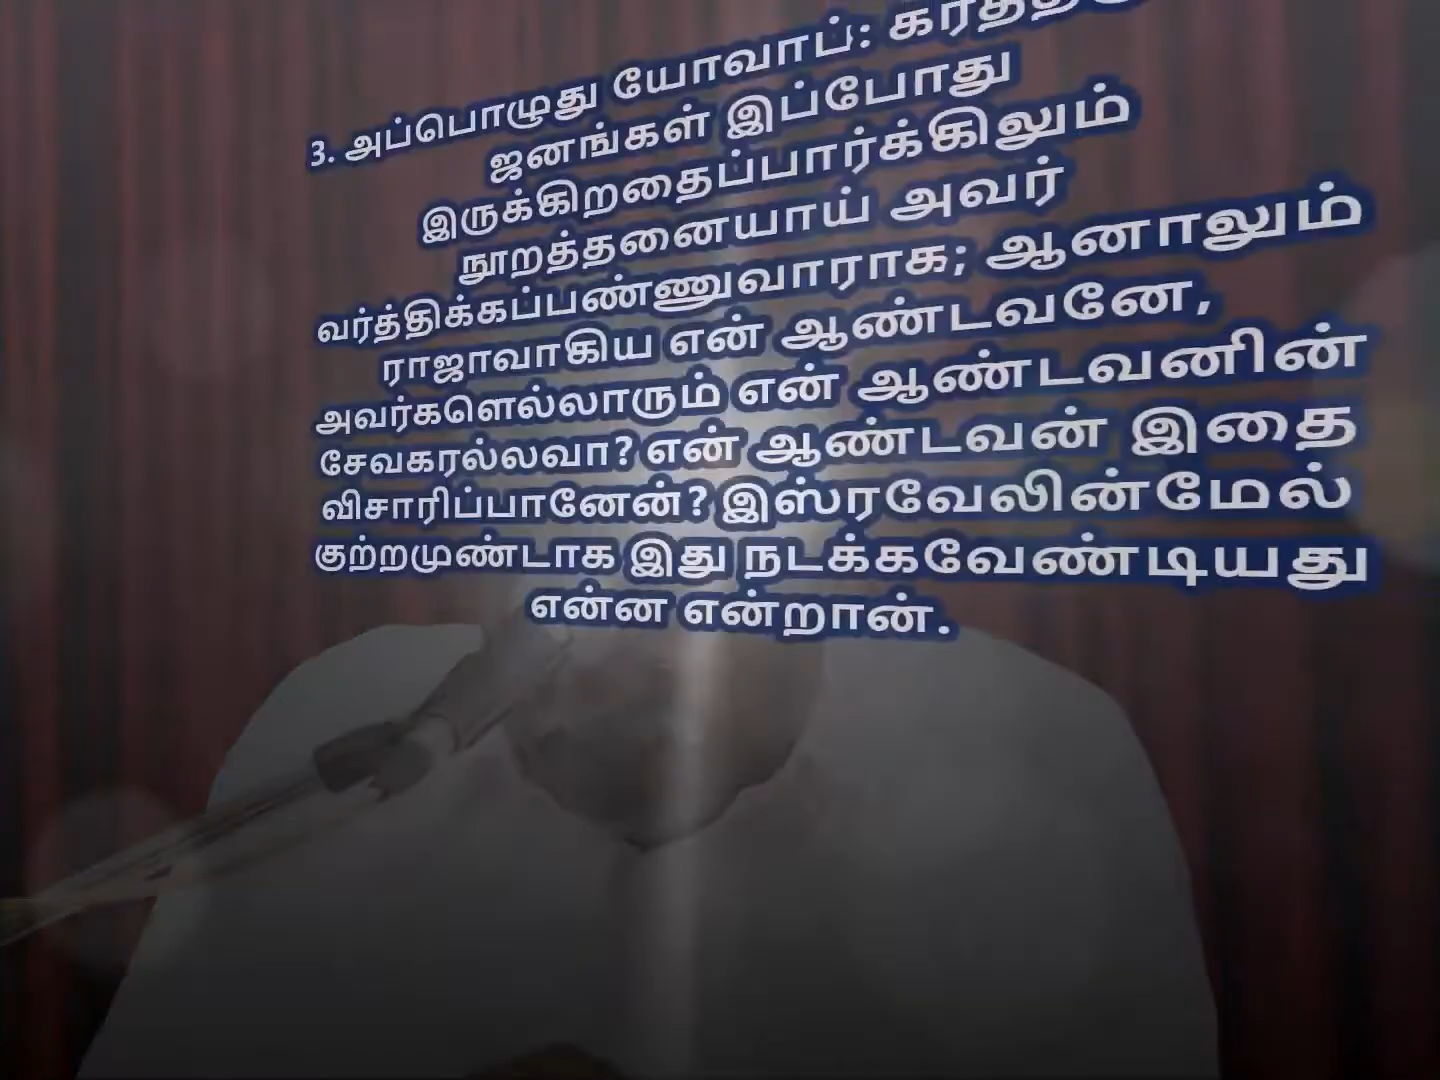 3. அப்பொழுது யோவாப்:
ஜனங்கள் இப்போது
இருக்கிறதைப்பார்க்கிலும்
நூறத்தனையாய் அவர்
வர்த்திக்கப்பண்ணுவாராக; ஆனாலும்
ராஜாவாகிய என் ஆண்டவனே,
அவர்களெல்லாரும் என் ஆண்டவனின்
சேவகரல்லவா? என் ஆண்டவன் இதை
விசாரிப்பானேன்? இஸ்ரவேலின்மேல்
குற்றமுண்டாக இது நடக்கவேண்டியது
என்ன என்றான்.